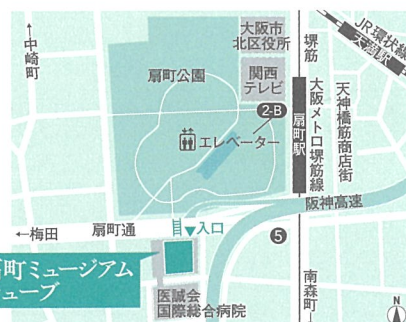 ↑中崎町
大阪市
北区役所
関西
テレビ
堺筋
JR環状線
天満駅
扇町公園
2-B
エレベーター
扇町駅
大阪メトロ堺筋線
天神橋筋商店街
阪神高速
←梅田
扇町通
入口
5
町ミュージアム
ューブ
医誠会
国際総合病院
南森町
N